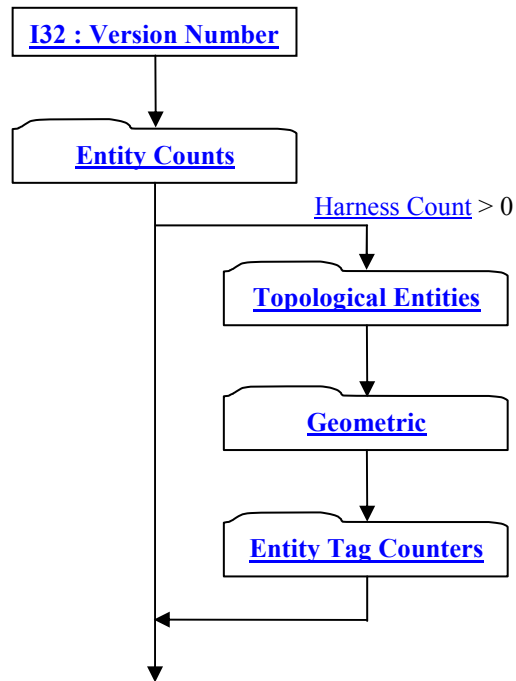 I32 : Version Number
Entity Counts
Harness Count > 0
Topological Entities
Geometric
Entity Tag Counters